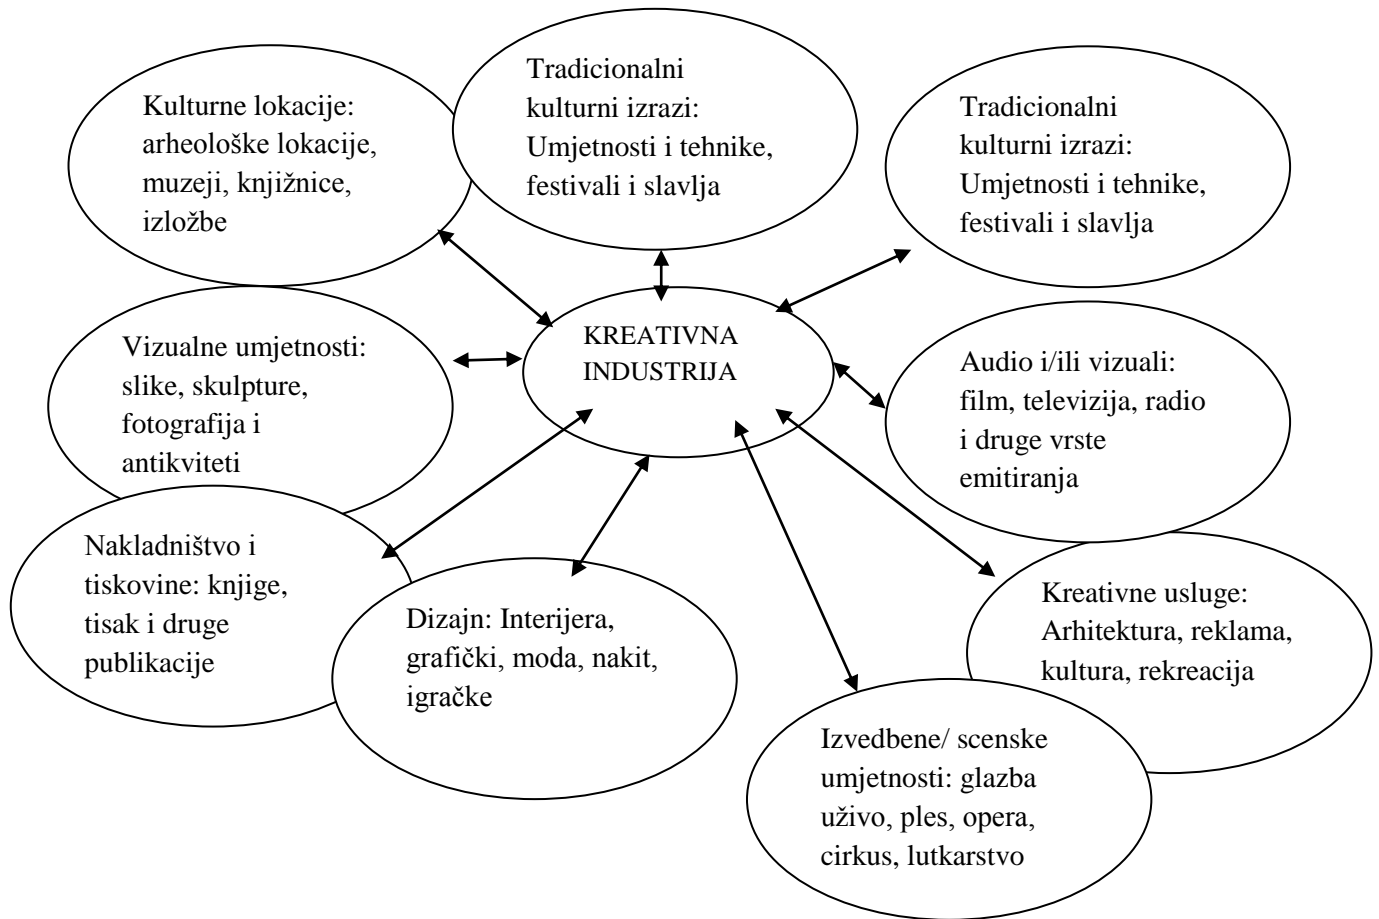 Kulturne lokacije:
arheološke lokacije,
muzeji, knjižnice,
izložbe
Tradicionalni
kulturni izrazi:
Umjetnosti i tehnike,
festivali i slavlja
Tradicionalni
kulturni izrazi:
Umjetnosti i tehnike,
festivali i slavlja
Vizualne umjetnosti:
slike, skulpture,
fotografija i
antikviteti
KREATIVNA
INDUSTRIJA
Audio i/ili vizuali:
film, televizija, radio
i druge vrste
emitiranja
Nakladništvo i
tiskovine: knjige,
tisak i druge
publikacije
Dizajn: Interijera,
grafički, moda, nakit,
igračke
Kreativne usluge:
Arhitektura, reklama,
kultura, rekreacija
Izvedbene/ scenske
umjetnosti: glazba
uživo, ples, opera,
cirkus, lutkarstvo